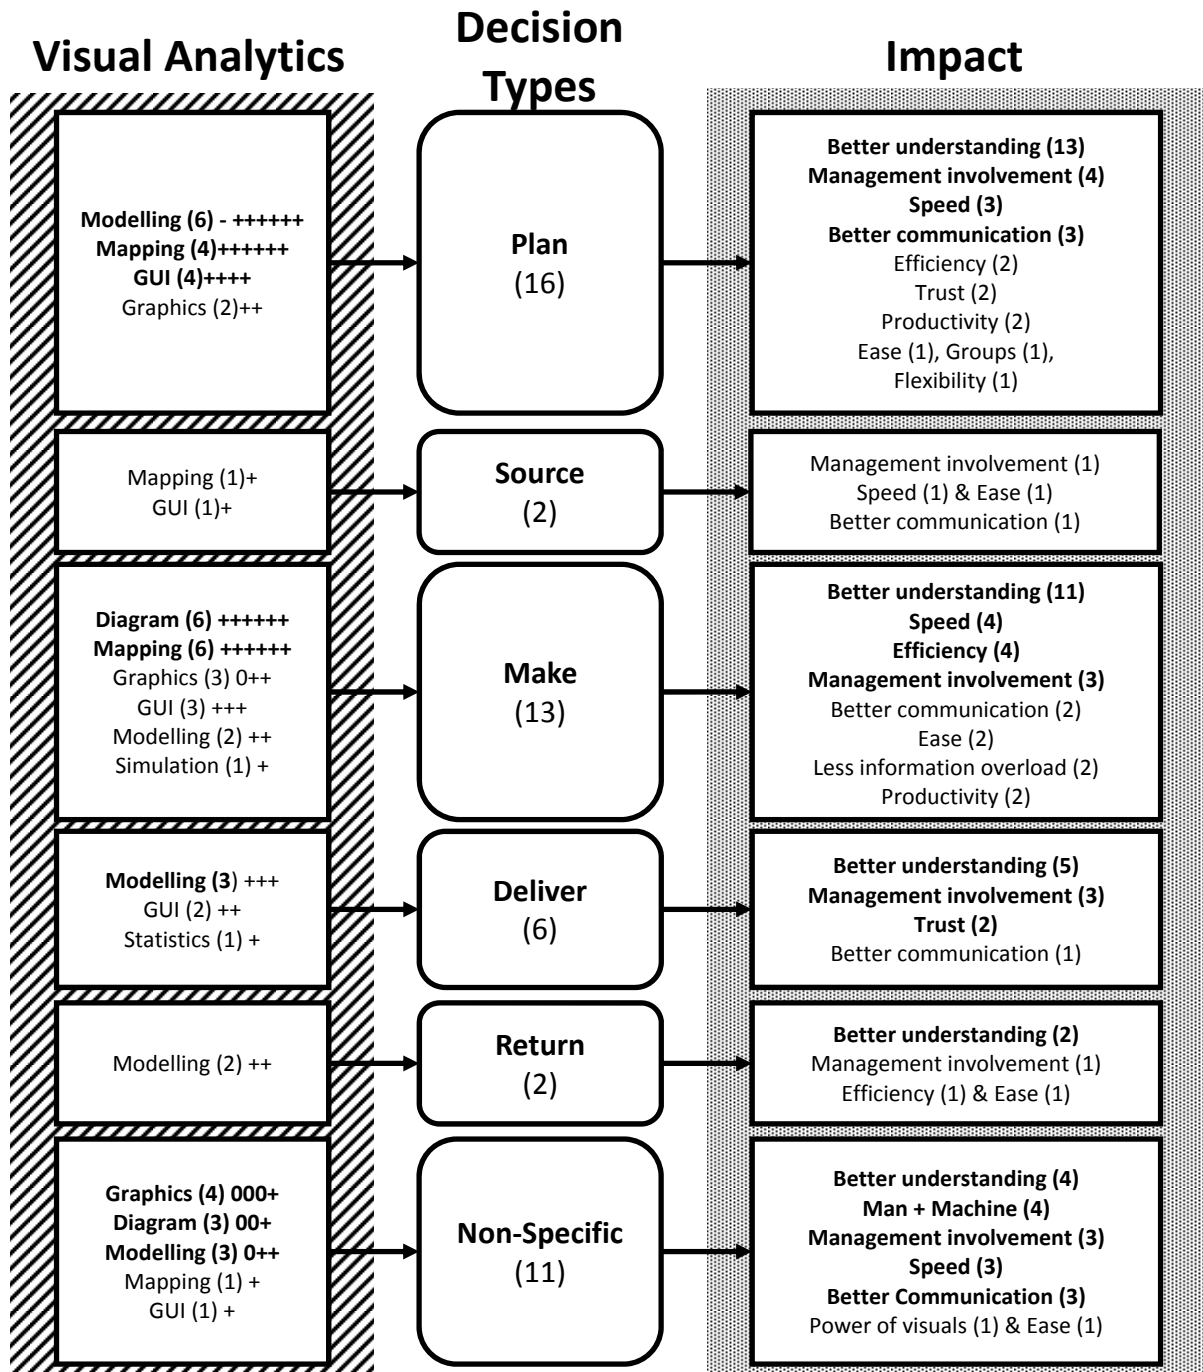 Visual Analytics
Decision
Types
Impact
Modelling (6) - ++++++
Mapping (4)++++++
GUI (4)++++
Graphics (2)++
Plan
(16)
Better understanding (13)
Management involvement (4)
Speed (3)
Better communication (3)
Efficiency (2)
Trust (2)
Productivity (2)
Ease (1), Groups (1),
Flexibility (1)
Mapping (1)+
GUI (1)+
Source
(2)
Management involvement (1)
Speed (1) & Ease (1)
Better communication (1)
Diagram (6) ++++++
Mapping (6) ++++++
Graphics (3) 0++
GUI (3) +++
Modelling (2) ++
Simulation (1) +
Make
(13)
Better understanding (11)
Speed (4)
Efficiency (4)
Management involvement (3)
Better communication (2)
Ease (2)
Less information overload (2)
Productivity (2)
Modelling (3) +++
GUI (2) ++
Statistics (1) +
Deliver
(6)
Better understanding (5)
Management involvement (3)
Trust (2)
Better communication (1)
Modelling (2) ++
Return
(2)
Better understanding (2)
Management involvement (1)
Efficiency (1) & Ease (1)
Graphics (4) 000+
Diagram (3) 00+
Modelling (3) 0++
Mapping (1) +
GUI (1) +
Non-Specific
(11)
Better understanding (4)
Man + Machine (4)
Management involvement (3)
Speed (3)
Better Communication (3)
Power of visuals (1) & Ease (1)